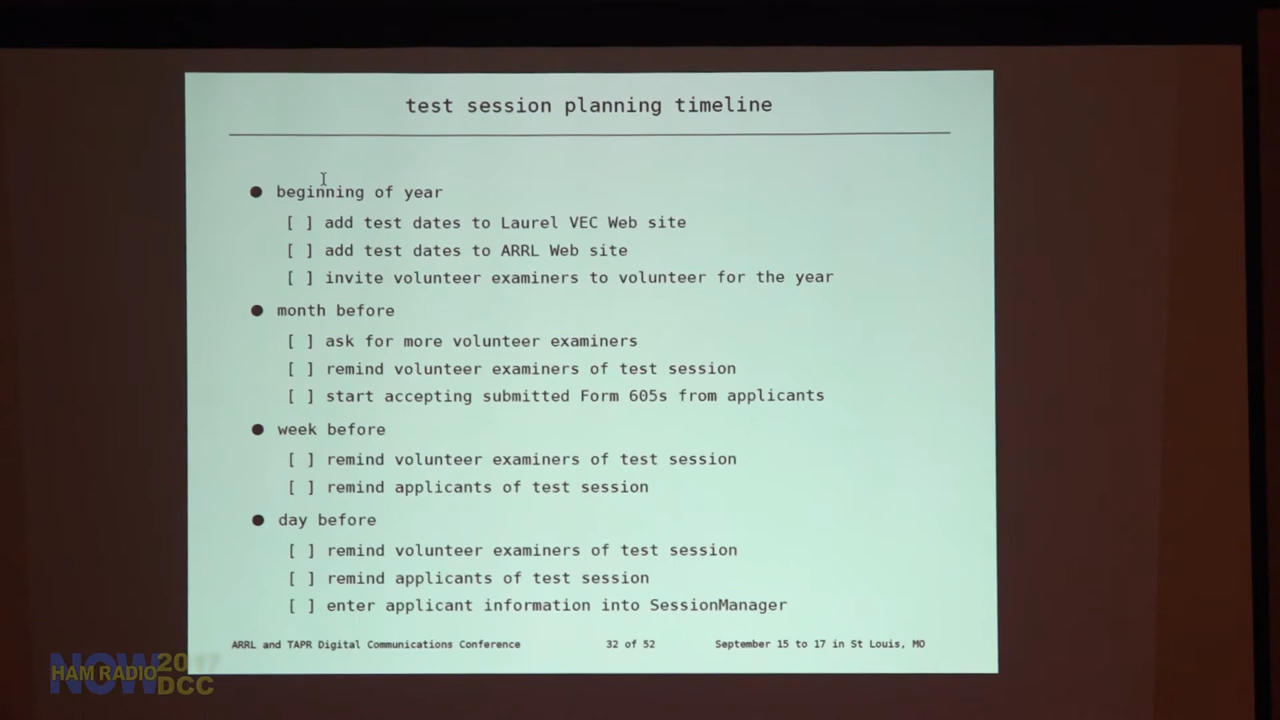 test session planning timeline
● beginning of year
[ ] add test dates to Laurel VEC Web site
[ ] add test dates to ARRL Web site
[ ] invite volunteer examiners to volunteer for the year
● month before
[ ] ask for more volunteer examiners
[ ] remind volunteer examiners of test session
[ ] start accepting submitted Form 605s from applicants
● week before
[ ] remind volunteer examiners of test session
[ ] remind applicants of test session
● day before
[ ] remind volunteer examiners of test session
[ ] remind applicants of test session
[ ] enter applicant information into SessionManager
ARRL and TAPR Digital Communications Conference 32 of 52 September 15 to 17 in St Louis, MO
HAM RADIO NOW 2017 DCC